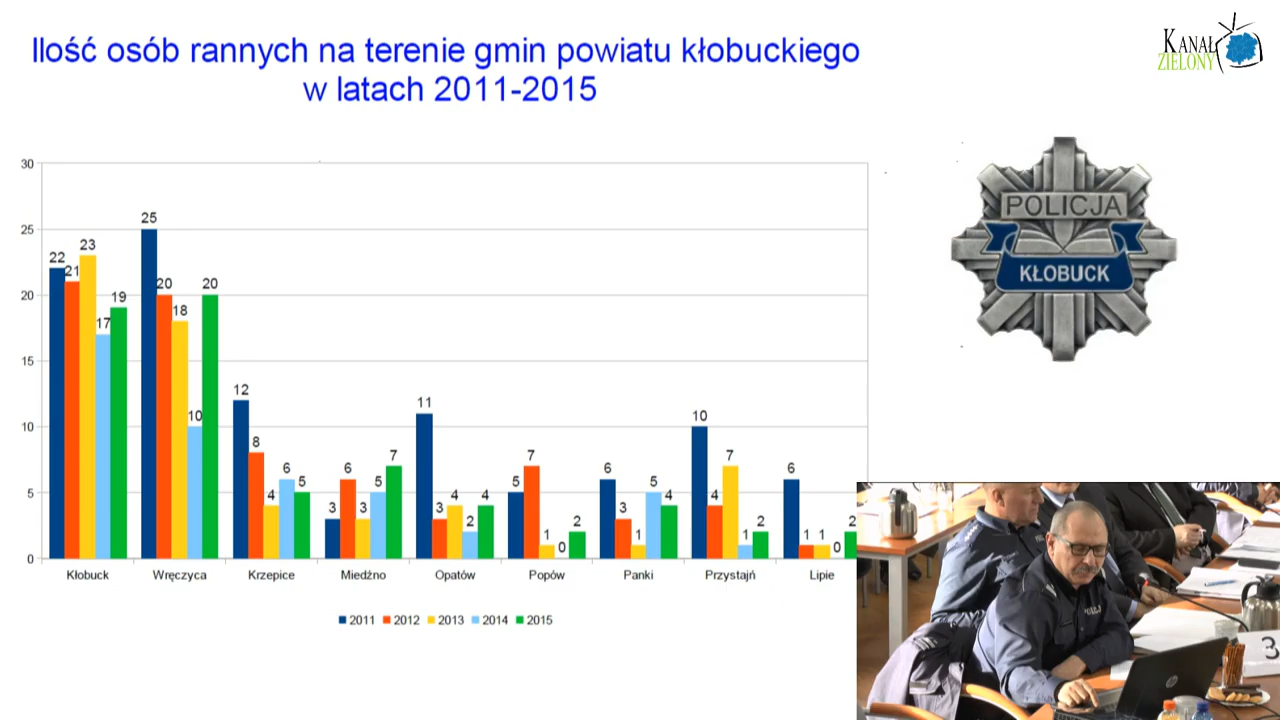 Ilość osób rannych na terenie gmin powiatu kłobuckiego
w latach 2011-2015
KANAŁ
ZIELONY
POLICJA
KŁOBUCK
30
25
20
15
10
5
0
22 21 23 17 19
25 20 18 10 20
12 8 4 6 5
3 6 3 5 7
11 3 4 2 4
5 7 1 0 2
6 3 1 5 4
10 4 7 1 2
6 1 1 0 2
Kłobuck Wręczyca Krzepice Miedźno Opatów Popów Panki Przystajń Lipie
2011 2012 2013 2014 2015
3
hp